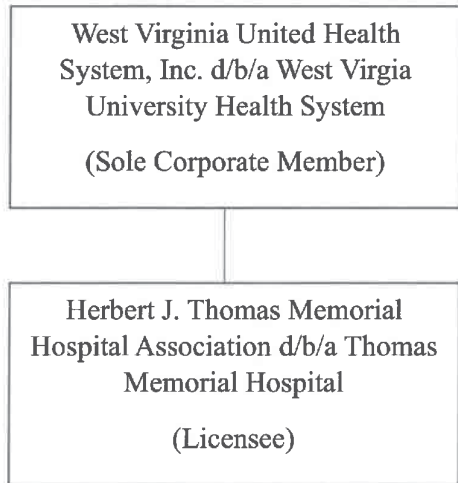 West Virginia United Health
System, Inc. d/b/a West Virgia
University Health System
(Sole Corporate Member)
Herbert J. Thomas Memorial
Hospital Association d/b/a Thomas
Memorial Hospital
(Licensee)